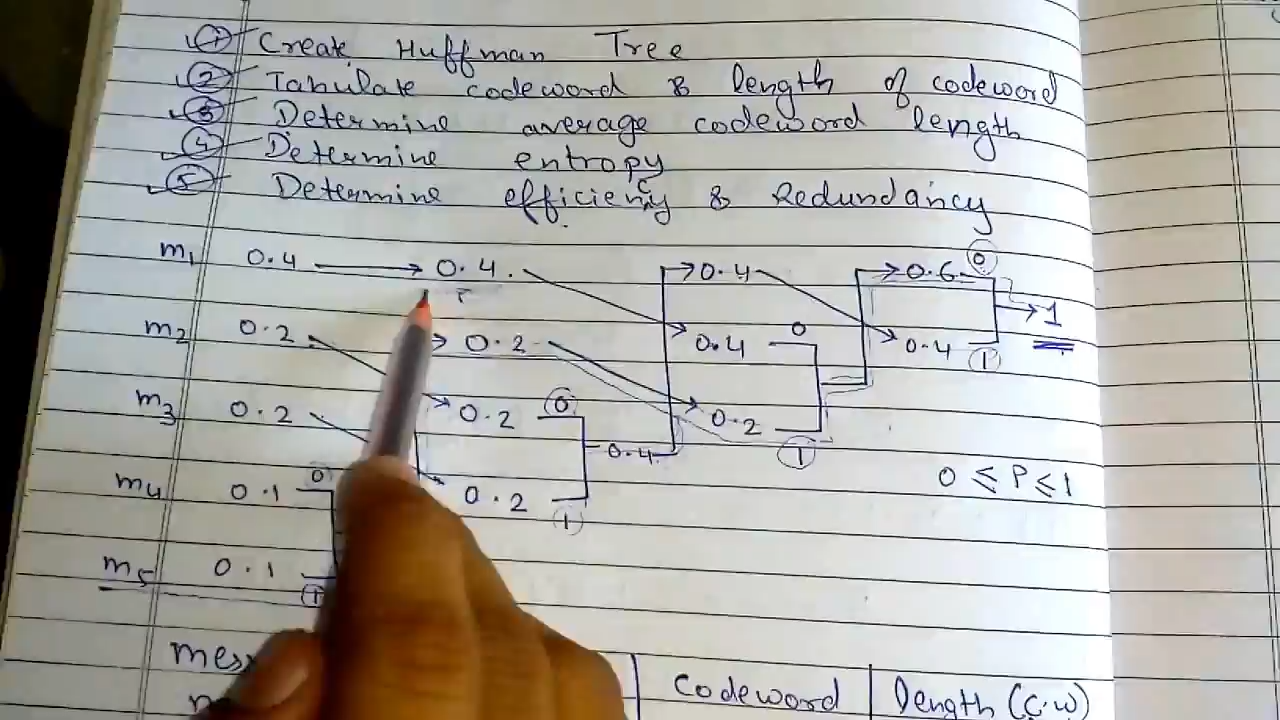 ① Create Huffman Tree
② Tabulate codeword & length of codeword
③ Determine average codeword length
④ Determine entropy
⑤ Determine efficiency & Redundancy
m1 0.4 0.4 0.4 0.6 0 1
m2 0.2 0.2 0.4 0 0.4 1
m3 0.2 0.2 0 0.2 1
0.4
m4 0.1 0 0.2 1 0 ≤ P ≤ 1
m5 0.1 1
Codeword length (c.w)